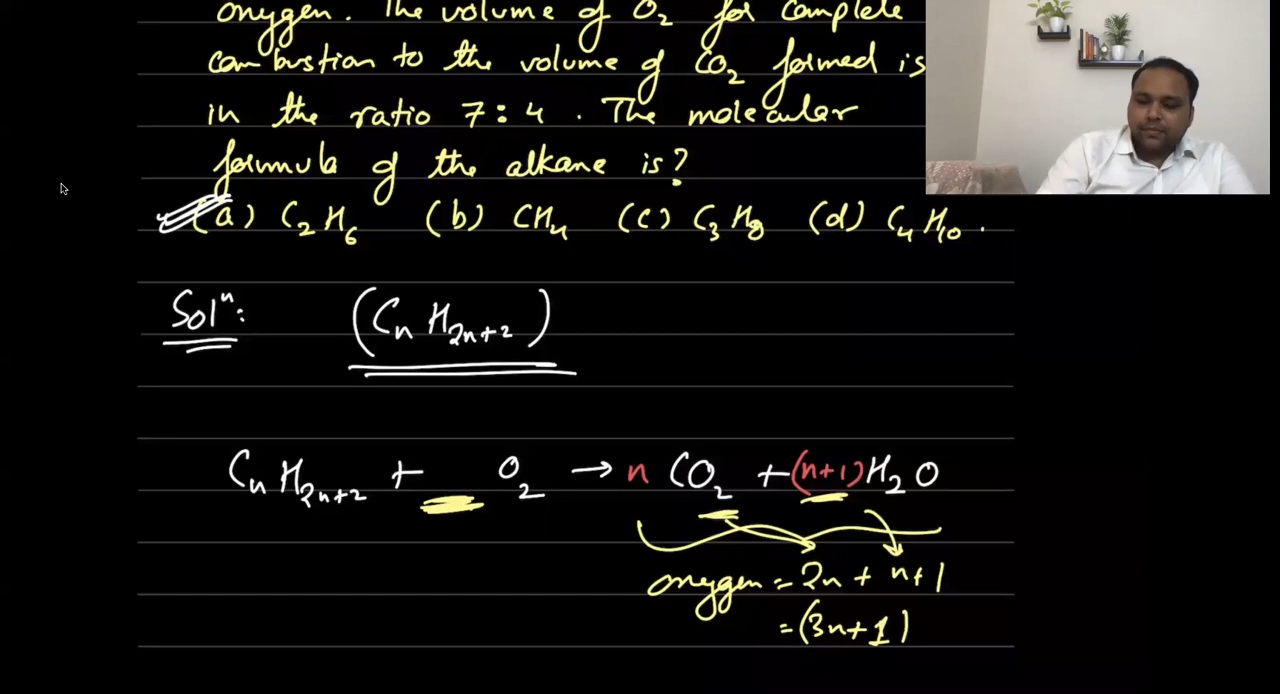 oxygen. The volume of O₂ for complete
combustion to the volume of CO₂ formed is
in the ratio 7:4. The molecular
formula of the alkane is?
(a) C₂H₆ (b) CH₄ (c) C₃H₈ (d) C₄H₁₀.
Solⁿ: (CₙH₂ₙ₊₂)
CₙH₂ₙ₊₂ + O₂ → n CO₂ + (n+1) H₂O
oxygen = 2n + n+1
= (3n+1)